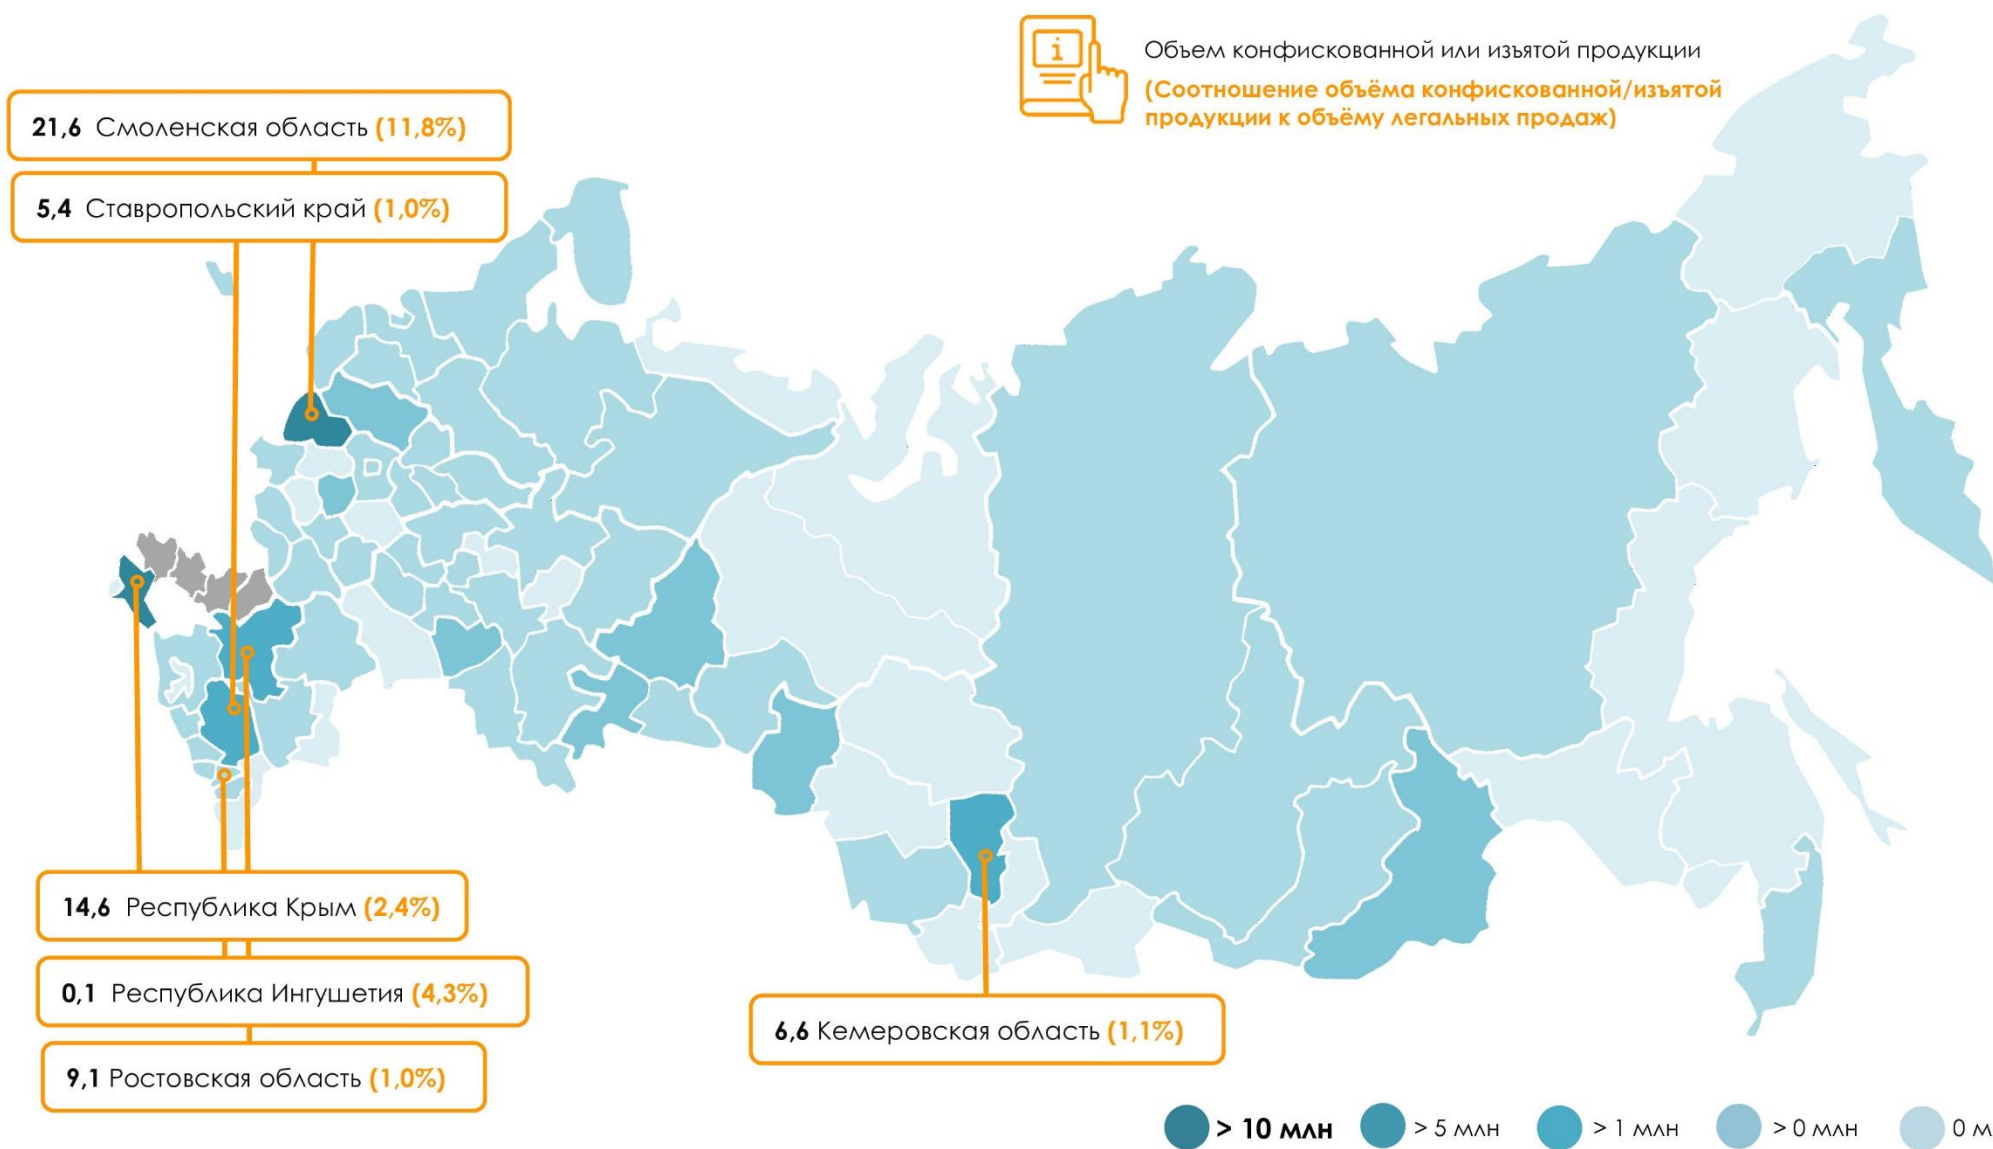 i
Объем конфискованной или изъятой продукции
(Соотношение объёма конфискованной/изъятой
продукции к объёму легальных продаж)
21,6 Смоленская область (11,8%)
5,4 Ставропольский край (1,0%)
14,6 Республика Крым (2,4%)
0,1 Республика Ингушетия (4,3%)
9,1 Ростовская область (1,0%)
6,6 Кемеровская область (1,1%)
> 10 млн > 5 млн > 1 млн > 0 млн 0 м